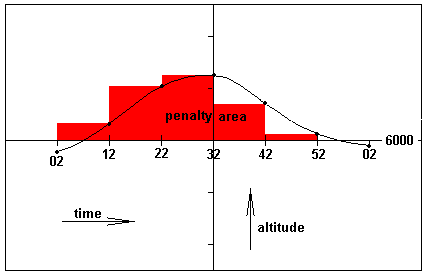 penalty area
6000
02 12 22 32 42 52 02
time
altitude